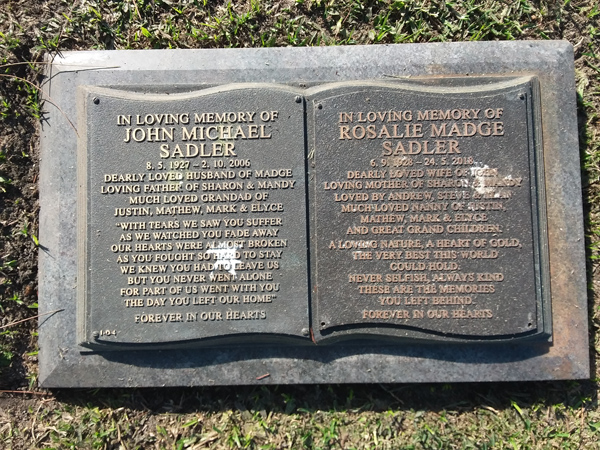 IN LOVING MEMORY OF
JOHN MICHAEL
SADLER
8. 5. 1927 – 2. 10. 2006
DEARLY LOVED HUSBAND OF MADGE
LOVING FATHER OF SHARON & MANDY
MUCH LOVED GRANDAD OF
JUSTIN, MATHEW, MARK & ELYCE
"WITH TEARS WE SAW YOU SUFFER
AS WE WATCHED YOU FADE AWAY
OUR HEARTS WERE ALMOST BROKEN
AS YOU FOUGHT SO HARD TO STAY
WE KNEW YOU HAD TO LEAVE US
BUT YOU NEVER WENT ALONE
FOR PART OF US WENT WITH YOU
THE DAY YOU LEFT OUR HOME"
FOREVER IN OUR HEARTS
IN LOVING MEMORY OF
ROSALIE MADGE
SADLER
6. 9. 1928 – 24. 5. 2018
DEARLY LOVED WIFE OF JOHN
LOVING MOTHER OF SHARON & MANDY
LOVED BY ANDREW, STEVE &
MUCH LOVED NANNY OF JUSTIN,
MATHEW, MARK & ELYCE
AND GREAT GRAND CHILDREN.
A LOVING NATURE, A HEART OF GOLD,
THE VERY BEST THIS WORLD
COULD HOLD.
NEVER SELFISH, ALWAYS KIND
THESE ARE THE MEMORIES
YOU LEFT BEHIND.
FOREVER IN OUR HEARTS